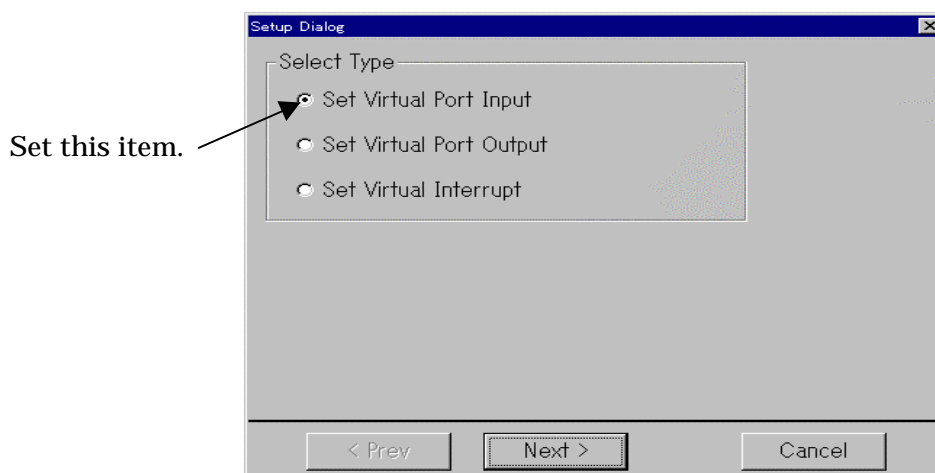 Setup Dialog
Select Type
Set Virtual Port Input
Set this item.
Set Virtual Port Output
Set Virtual Interrupt
< Prev
Next >
Cancel